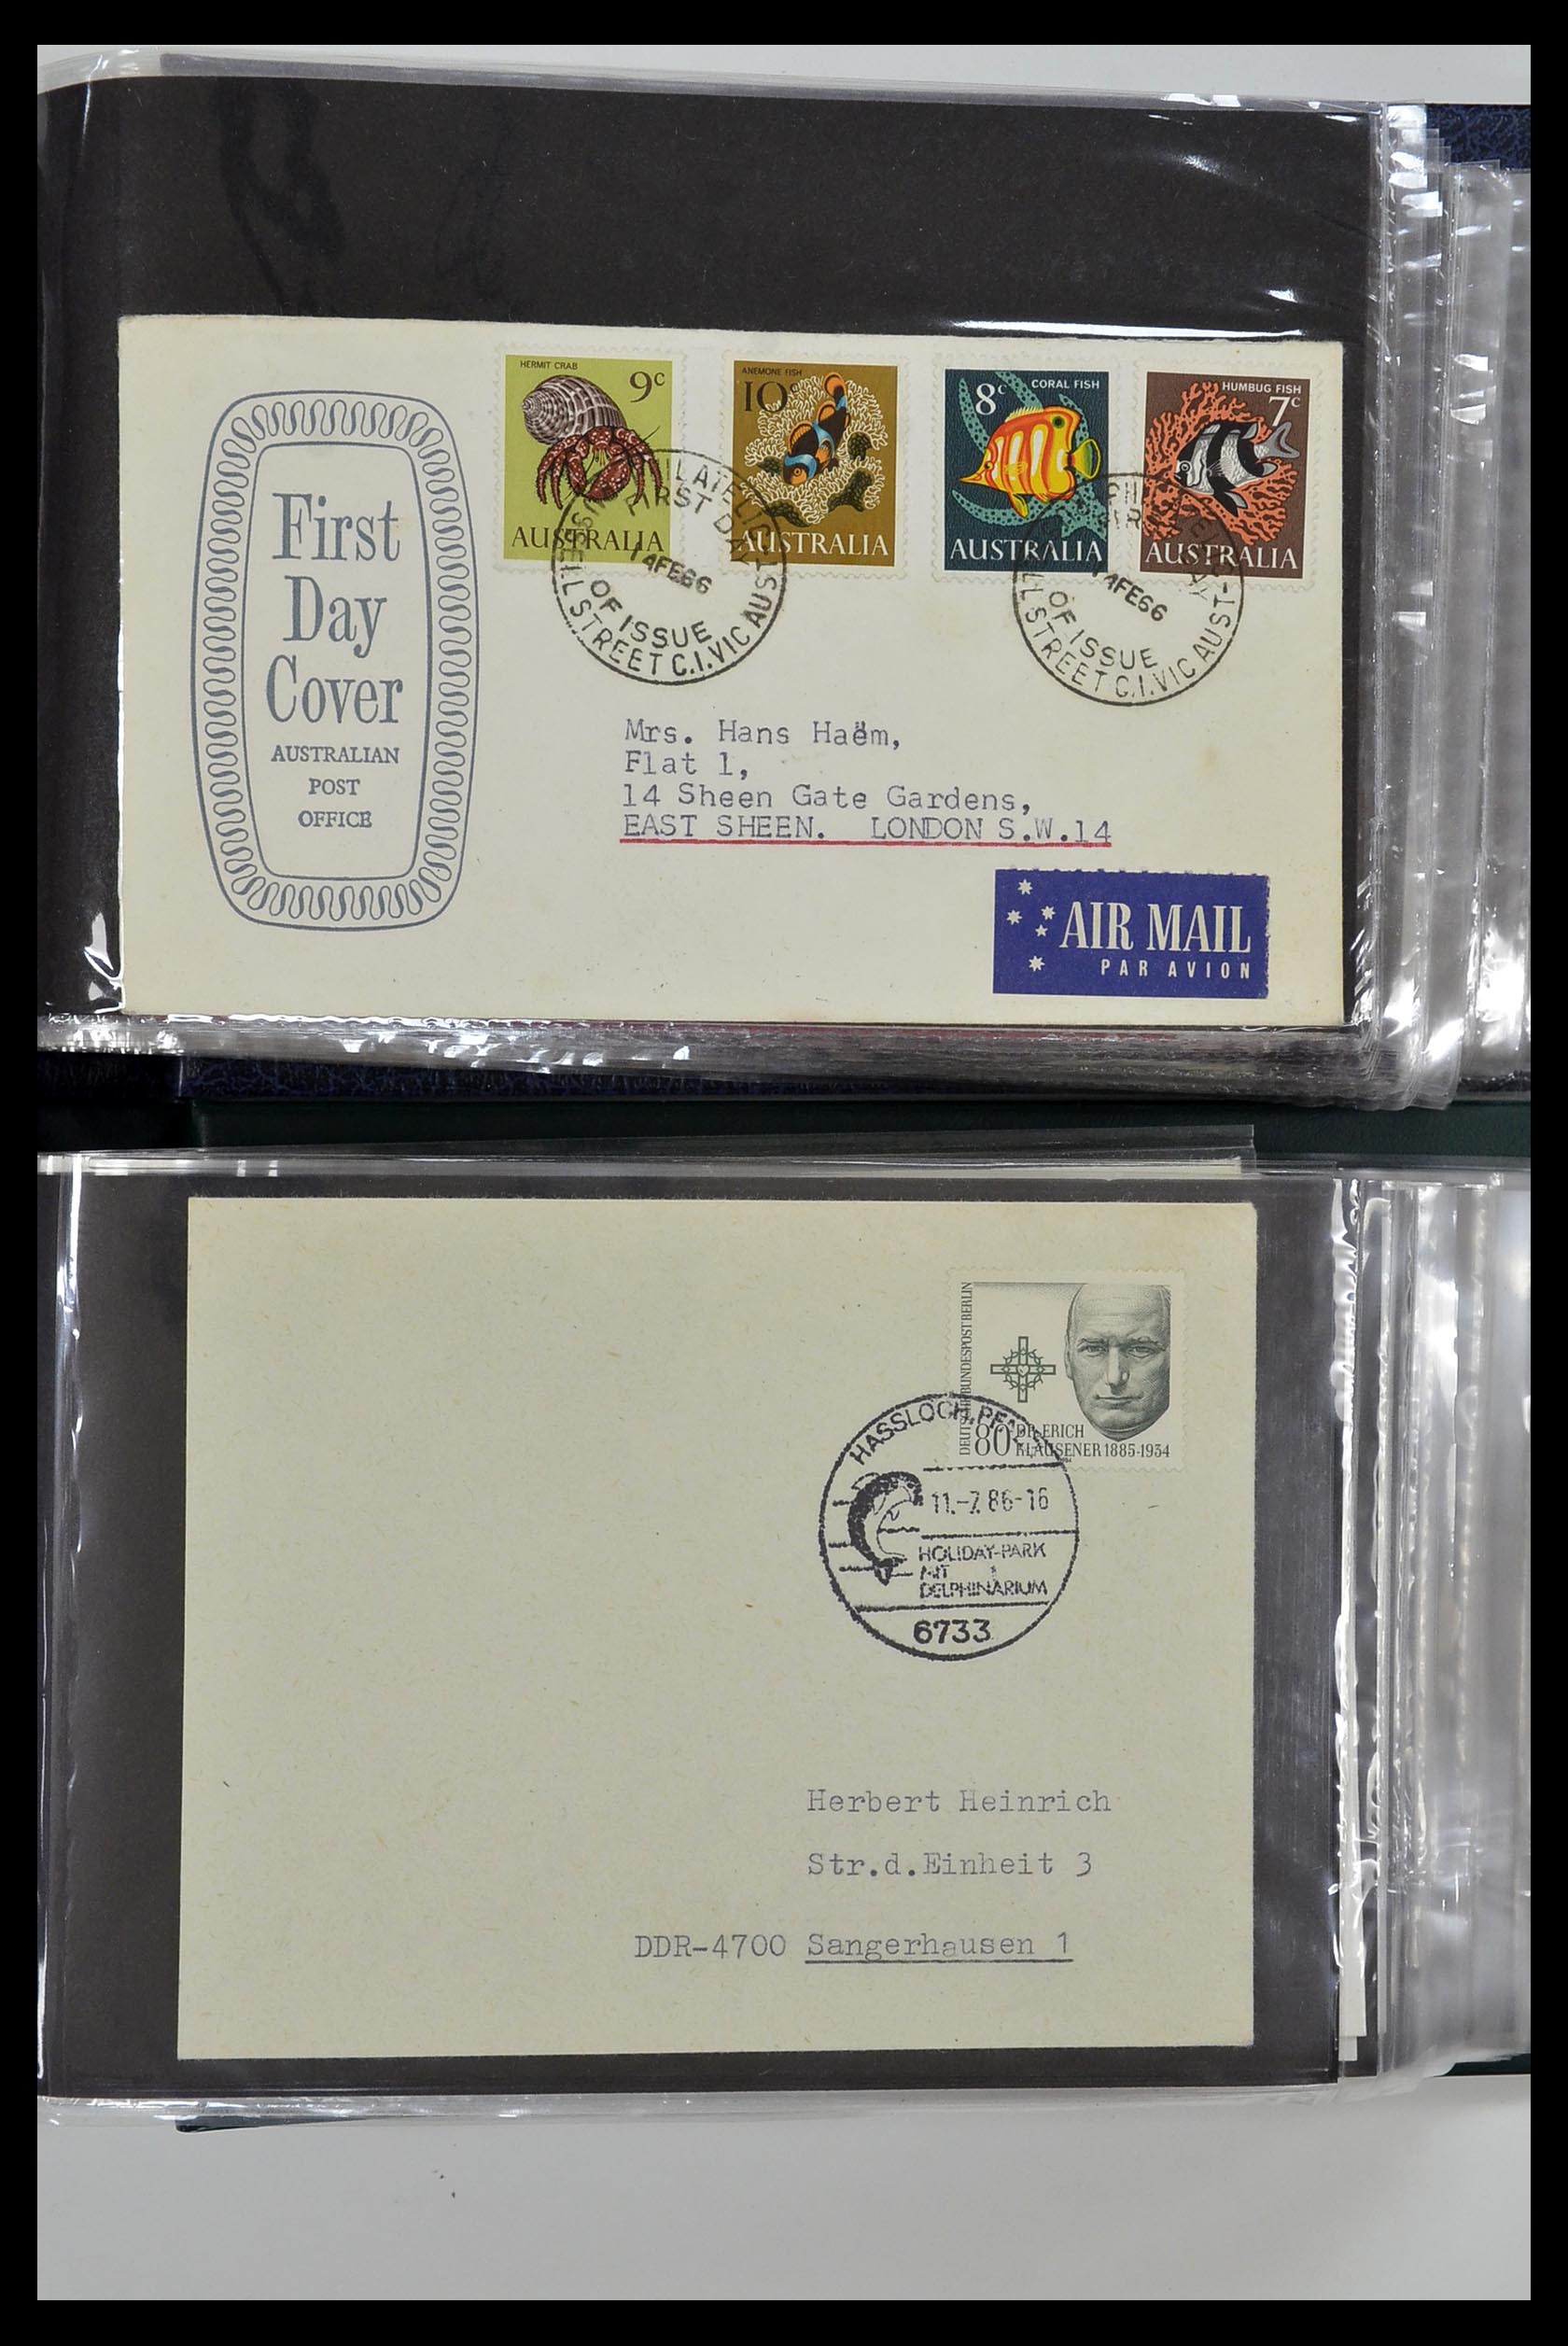 HERMIT CRAB
9c
AUSTRALIA
ANEMONE FISH
10c
AUSTRALIA
8c
CORAL FISH
AUSTRALIA
HUMBUG FISH
7c
AUSTRALIA
FIRST DAY
14FE66
OF ISSUE
STREET C.I. VIC AUST
14FE66
OF ISSUE
STREET C.I. VIC AUST
First
Day
Cover
AUSTRALIAN
POST
OFFICE
Mrs. Hans Haëm,
Flat 1,
14 Sheen Gate Gardens,
EAST SHEEN. LONDON S.W.14
AIR MAIL
PAR AVION
DEUTSCHE BUNDESPOST BERLIN
80
DR. ERICH
KLAUSENER 1885-1934
HASSLOCH, PFALZ
11.-7.86-16
HOLIDAY-PARK
MIT
DELPHINARIUM
6733
Herbert Heinrich
Str.d.Einheit 3
DDR-4700 Sangerhausen 1